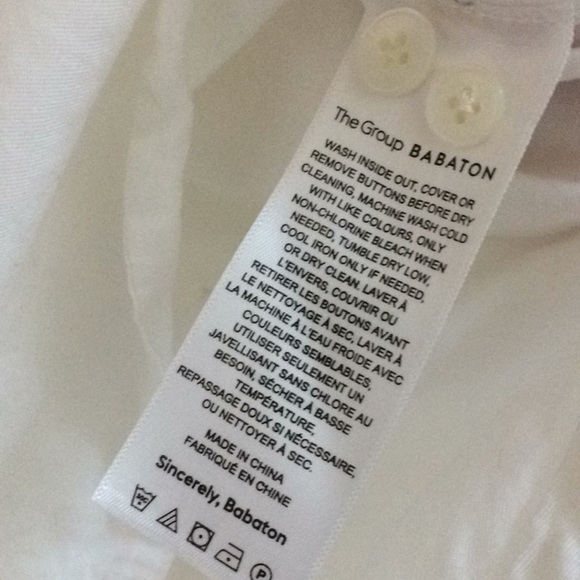 The Group BABATON
WASH INSIDE OUT, COVER OR
REMOVE BUTTONS BEFORE DRY
CLEANING, MACHINE WASH COLD
WITH LIKE COLOURS, ONLY
NON-CHLORINE BLEACH WHEN
NEEDED, TUMBLE DRY LOW,
COOL IRON ONLY IF NEEDED,
OR DRY CLEAN. LAVER À
L'ENVERS, COUVRIR OU
RETIRER LES BOUTONS AVANT
LE NETTOYAGE À SEC, LAVER À
LA MACHINE À L'EAU FROIDE AVEC
COULEURS SEMBLABLES,
UTILISER SEULEMENT UN
JAVELLISANT SANS CHLORE AU
BESOIN, SÉCHER À BASSE
TEMPÉRATURE,
REPASSAGE DOUX SI NÉCESSAIRE,
OU NETTOYER À SEC.
MADE IN CHINA
FABRIQUÉ EN CHINE
Sincerely, Babaton
P